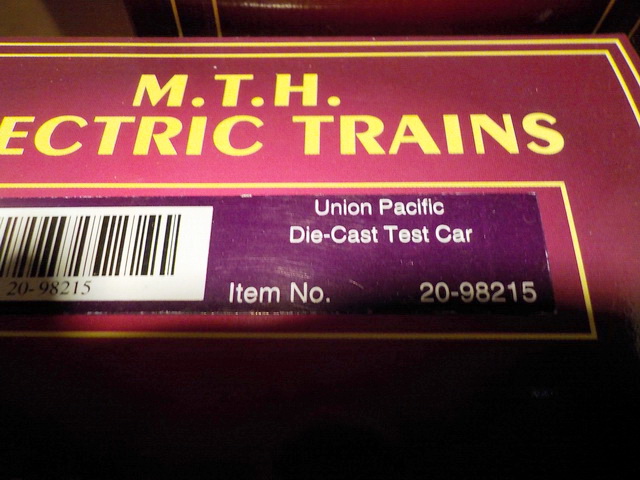 M.T.H.
ECTRIC TRAINS
Union Pacific
Die-Cast Test Car
20-98215
Item No. 20-98215